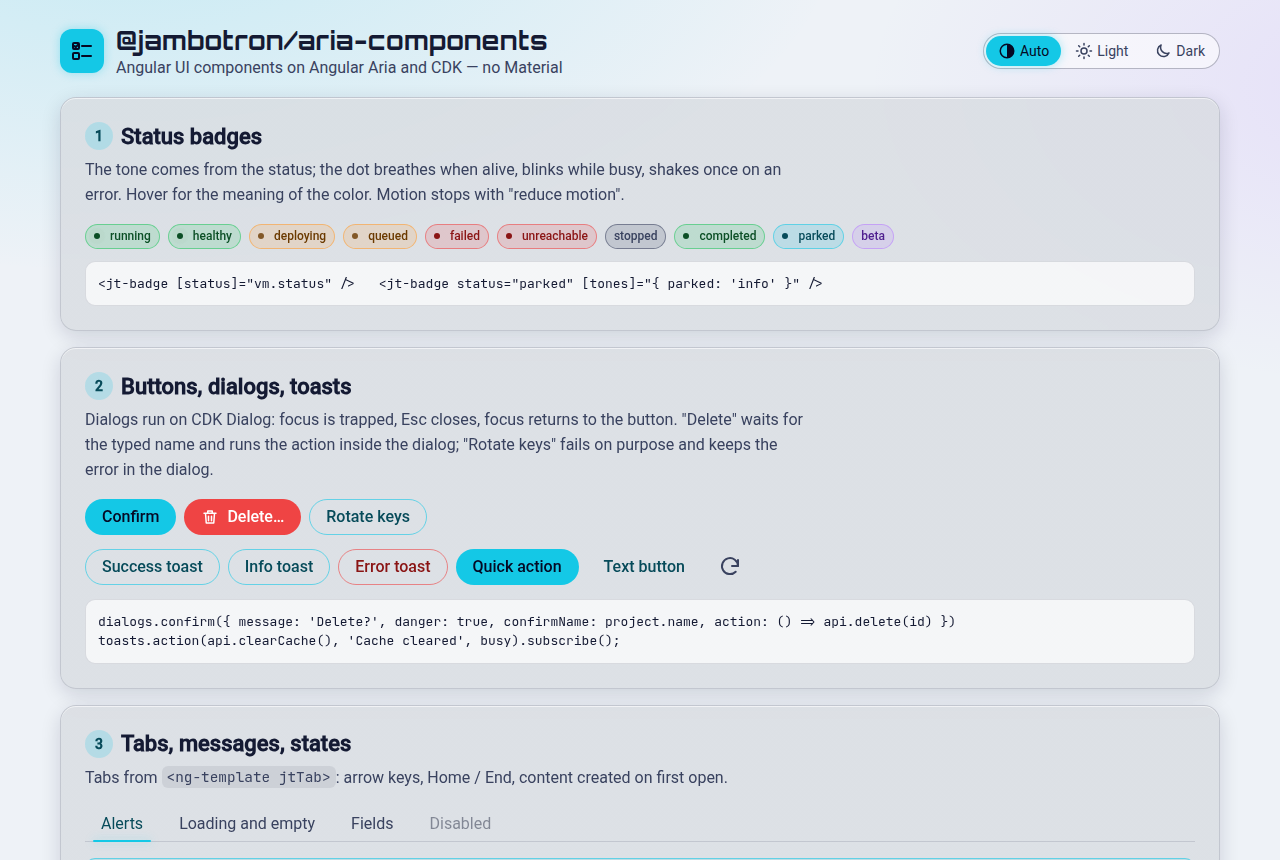 @jambotron/aria-components
Angular UI components on Angular Aria and CDK — no Material
Auto
Light
Dark
1
Status badges
The tone comes from the status; the dot breathes when alive, blinks while busy, shakes once on an
error. Hover for the meaning of the color. Motion stops with "reduce motion".
running
healthy
deploying
queued
failed
unreachable
stopped
completed
parked
beta
<jt-badge [status]="vm.status" />   <jt-badge status="parked" [tones]="{ parked: 'info' }" />
2
Buttons, dialogs, toasts
Dialogs run on CDK Dialog: focus is trapped, Esc closes, focus returns to the button. "Delete" waits for
the typed name and runs the action inside the dialog; "Rotate keys" fails on purpose and keeps the
error in the dialog.
Confirm
Delete…
Rotate keys
Success toast
Info toast
Error toast
Quick action
Text button
dialogs.confirm({ message: 'Delete?', danger: true, confirmName: project.name, action: () => api.delete(id) })
toasts.action(api.clearCache(), 'Cache cleared', busy).subscribe();
3
Tabs, messages, states
Tabs from <ng-template jtTab>: arrow keys, Home / End, content created on first open.
Alerts
Loading and empty
Fields
Disabled